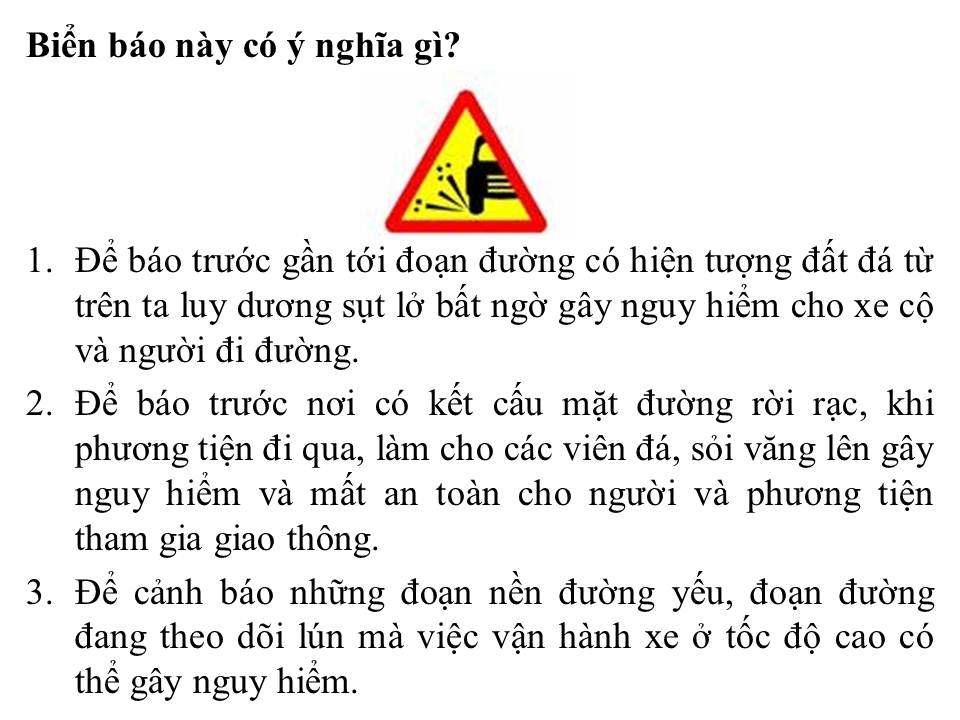 Biển báo này có ý nghĩa gì?
1. Để báo trước gần tới đoạn đường có hiện tượng đất đá từ
trên ta luy dương sụt lở bất ngờ gây nguy hiểm cho xe cộ
và người đi đường.
2. Để báo trước nơi có kết cấu mặt đường rời rạc, khi
phương tiện đi qua, làm cho các viên đá, sỏi văng lên gây
nguy hiểm và mất an toàn cho người và phương tiện
tham gia giao thông.
3. Để cảnh báo những đoạn nền đường yếu, đoạn đường
đang theo dõi lún mà việc vận hành xe ở tốc độ cao có
thể gây nguy hiểm.